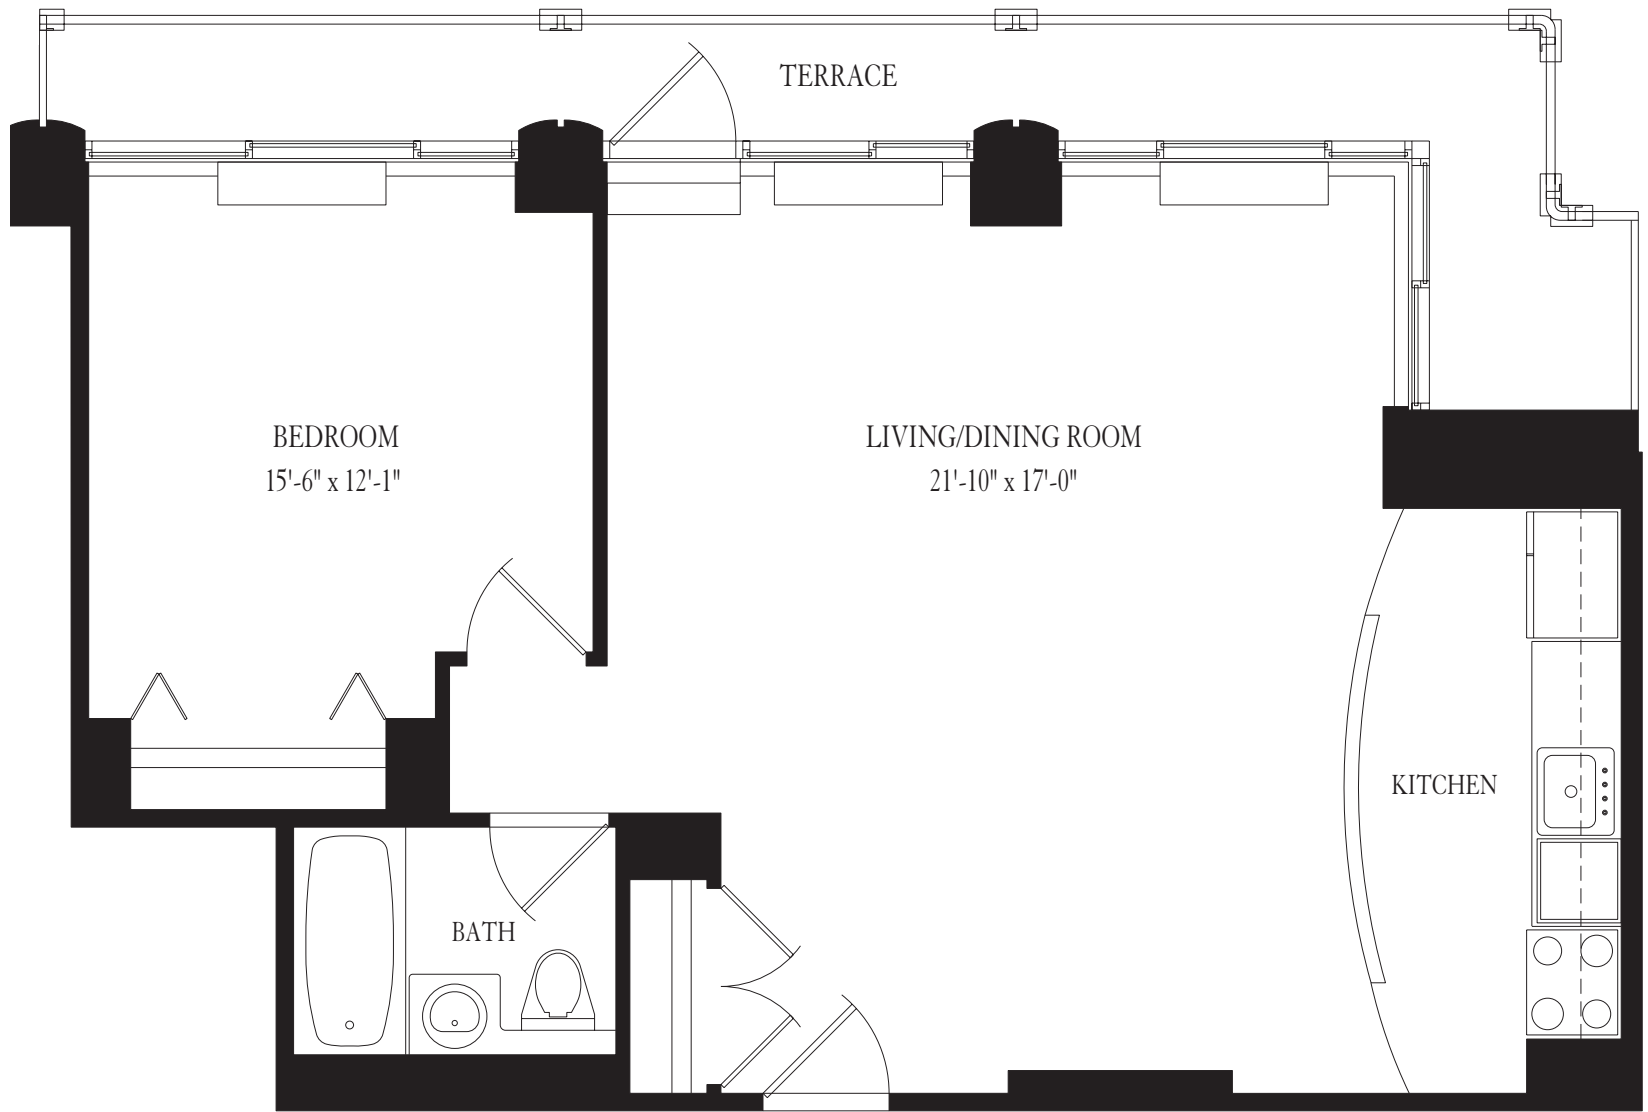 TERRACE
BEDROOM
15'-6" x 12'-1"
LIVING/DINING ROOM
21'-10" x 17'-0"
KITCHEN
BATH